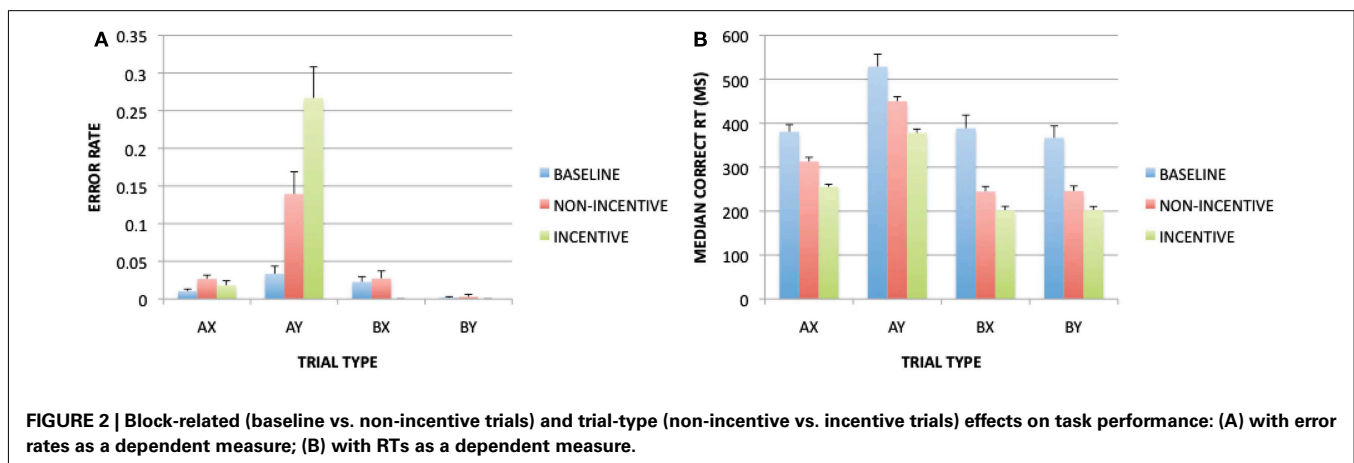 A
0.35
0.3
0.25
0.2
0.15
0.1
0.05
0
ERROR RATE
AX AY BX BY
TRIAL TYPE
BASELINE
NON-INCENTIVE
INCENTIVE
B
600
500
400
300
200
100
0
MEDIAN CORRECT RT (MS)
AX AY BX BY
TRIAL TYPE
BASELINE
NON-INCENTIVE
INCENTIVE
FIGURE 2 | Block-related (baseline vs. non-incentive trials) and trial-type (non-incentive vs. incentive trials) effects on task performance: (A) with error
rates as a dependent measure; (B) with RTs as a dependent measure.